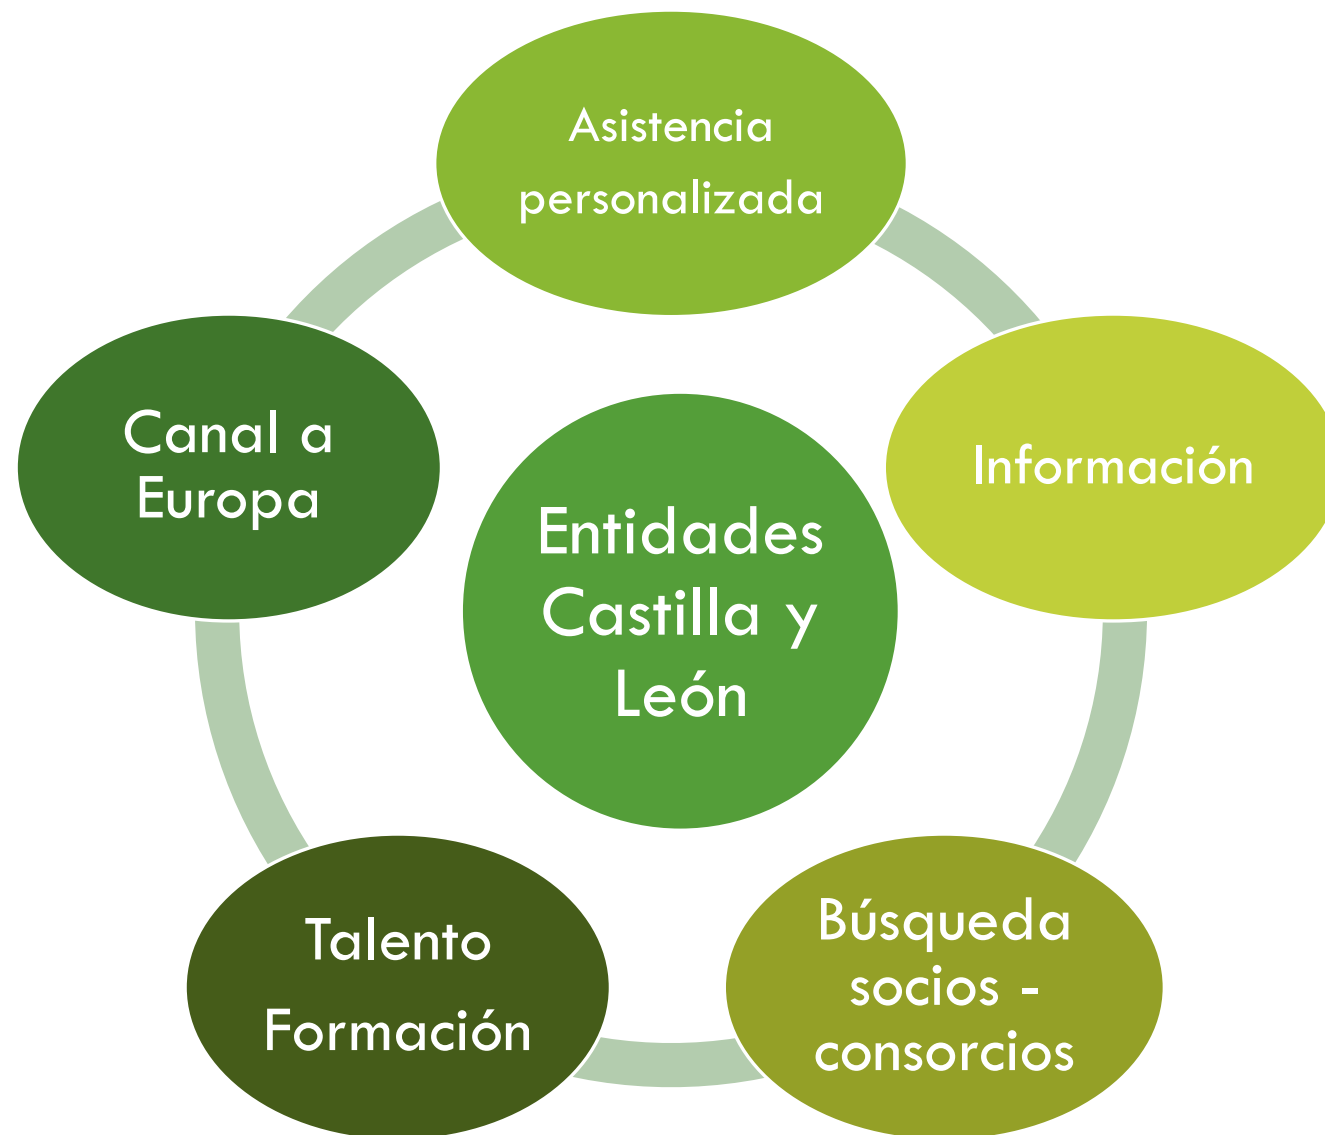 Asistencia
personalizada
Canal a
Europa
Información
Entidades
Castilla y
León
Talento
Formación
Búsqueda
socios -
consorcios